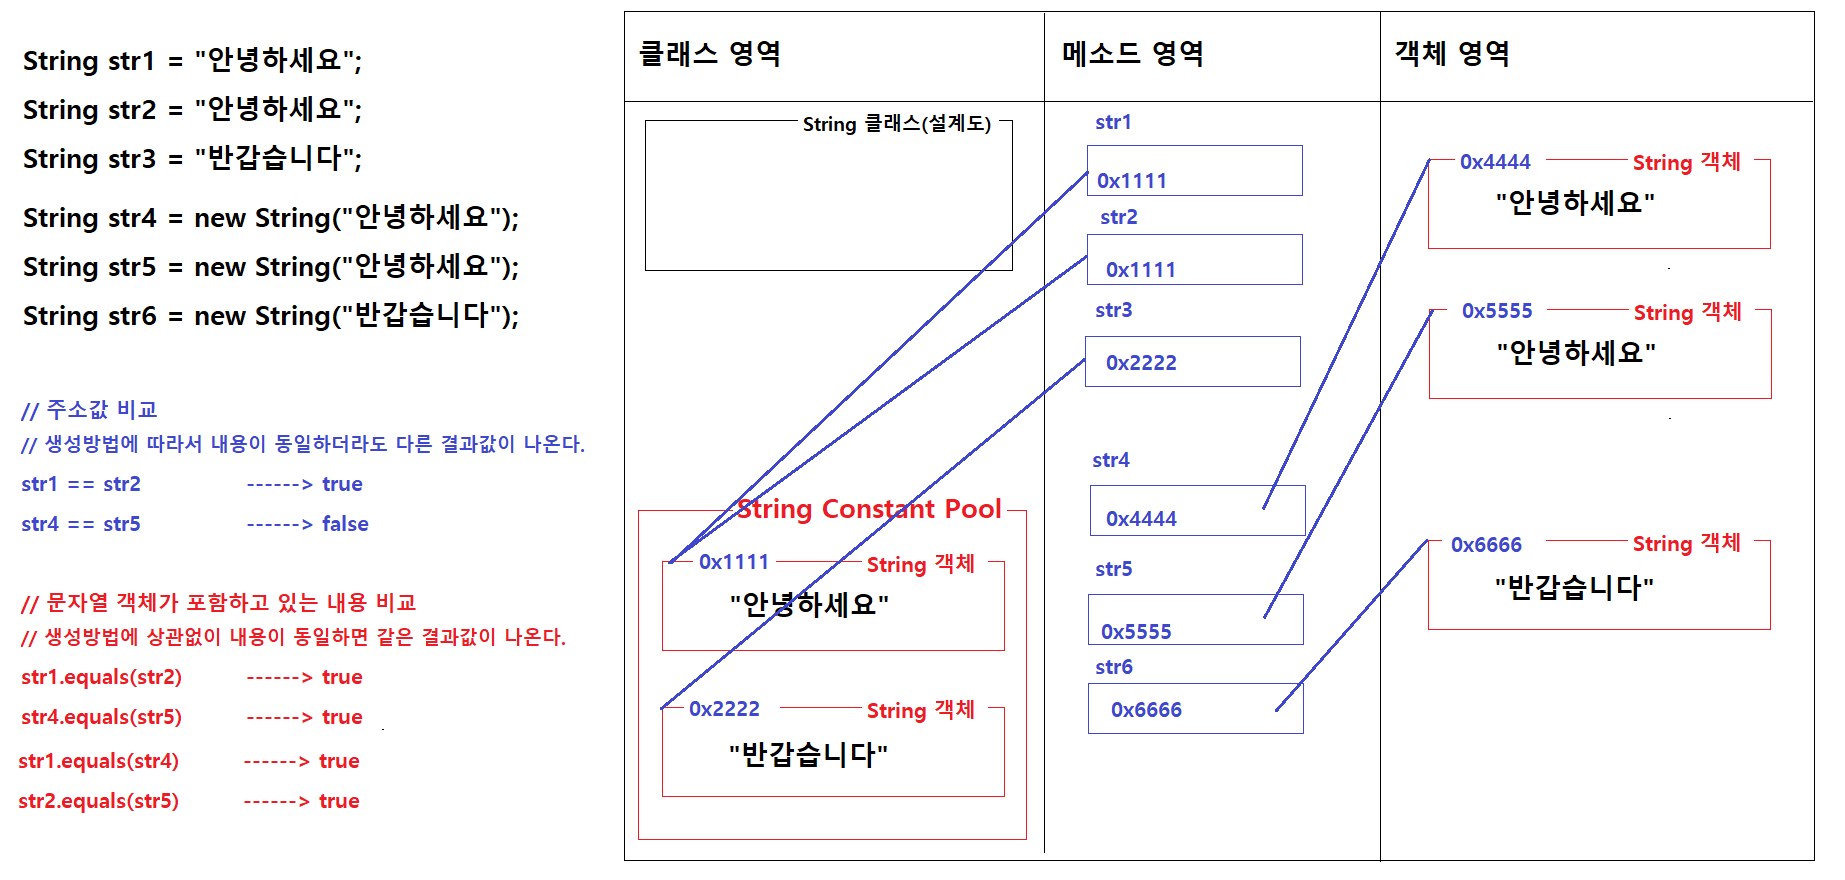 String str1 = "안녕하세요";
String str2 = "안녕하세요";
String str3 = "반갑습니다";
String str4 = new String("안녕하세요");
String str5 = new String("안녕하세요");
String str6 = new String("반갑습니다");
// 주소값 비교
// 생성방법에 따라서 내용이 동일하더라도 다른 결과값이 나온다.
str1 == str2 ------> true
str4 == str5 ------> false
// 문자열 객체가 포함하고 있는 내용 비교
// 생성방법에 상관없이 내용이 동일하면 같은 결과값이 나온다.
str1.equals(str2) ------> true
str4.equals(str5) ------> true
str1.equals(str4) ------> true
str2.equals(str5) ------> true
클래스 영역
String 클래스(설계도)
String Constant Pool
0x1111 String 객체
"안녕하세요"
0x2222 String 객체
"반갑습니다"
메소드 영역
str1
0x1111
str2
0x1111
str3
0x2222
str4
0x4444
str5
0x5555
str6
0x6666
객체 영역
0x4444 String 객체
"안녕하세요"
0x5555 String 객체
"안녕하세요"
0x6666 String 객체
"반갑습니다"